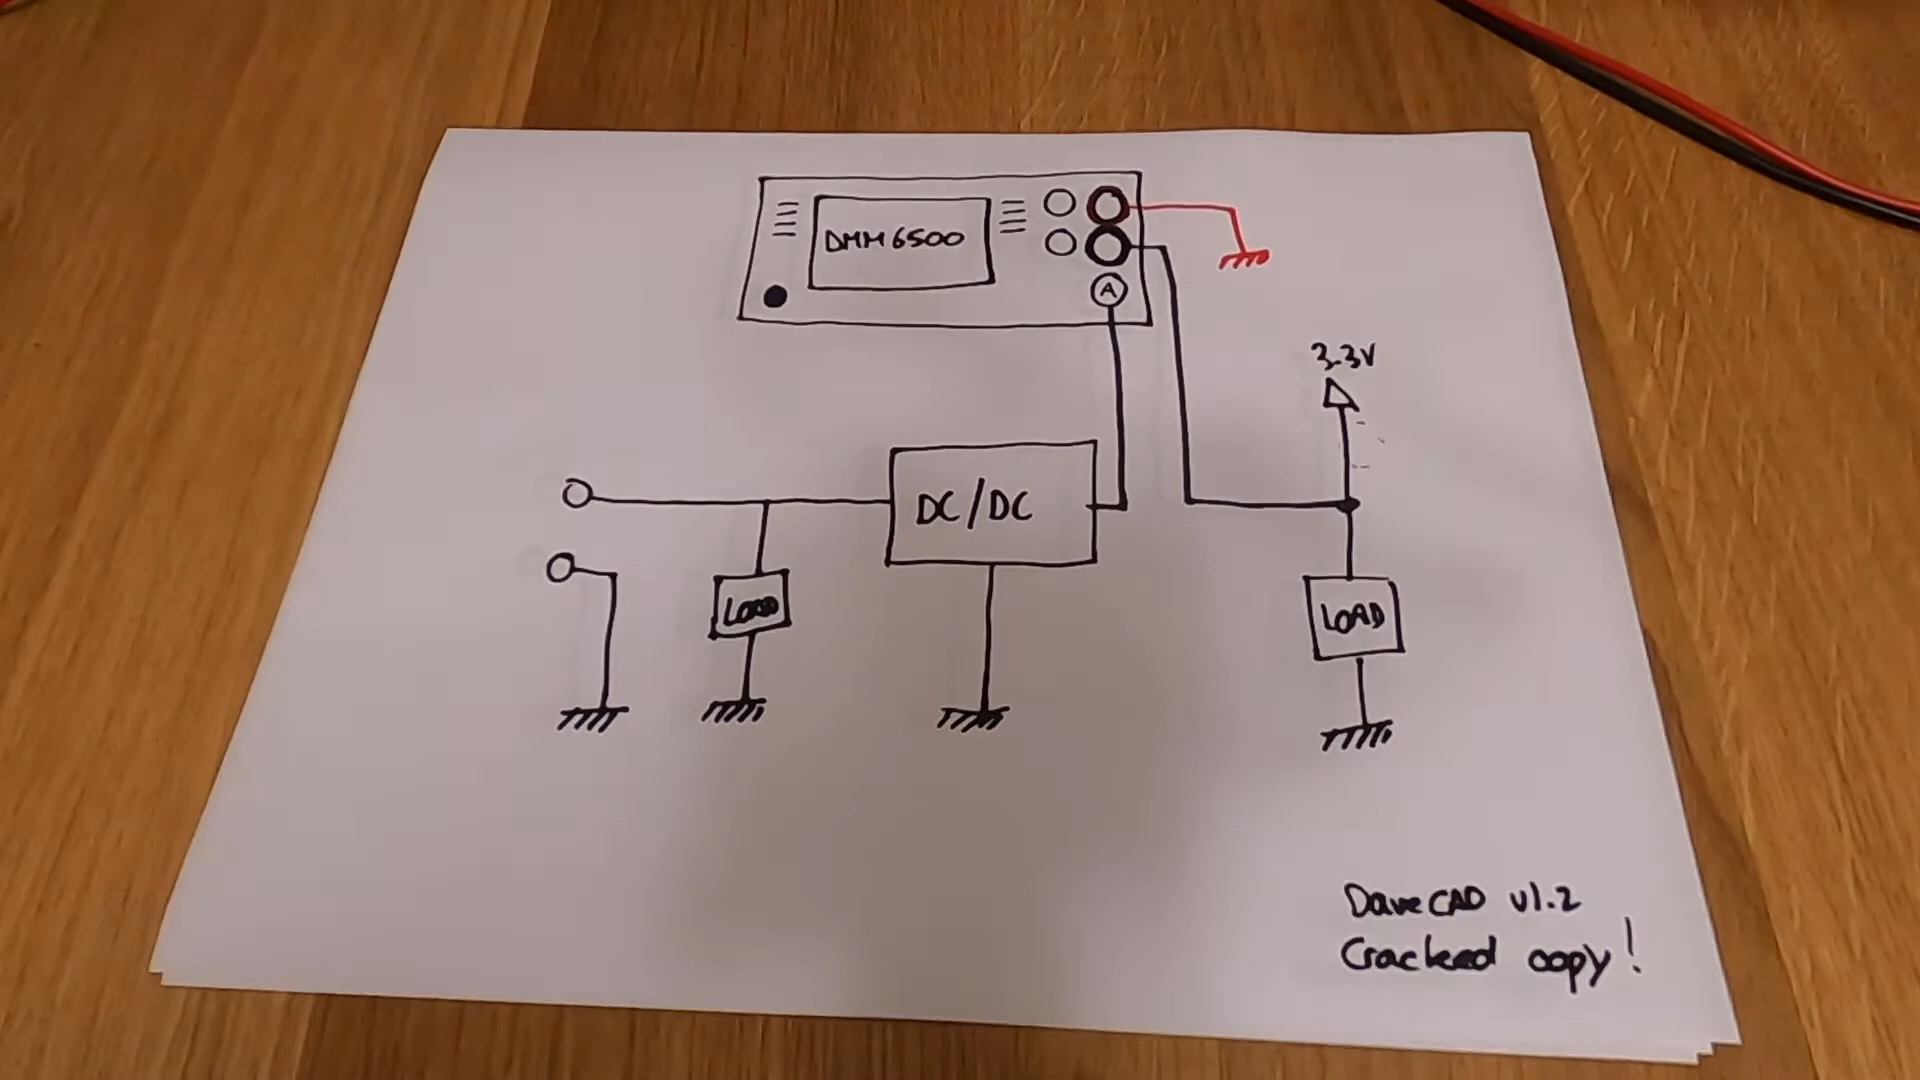 DMM6500
A
3.3V
DC/DC
LOAD
LOAD
DaveCAD v1.2
Cracked copy!